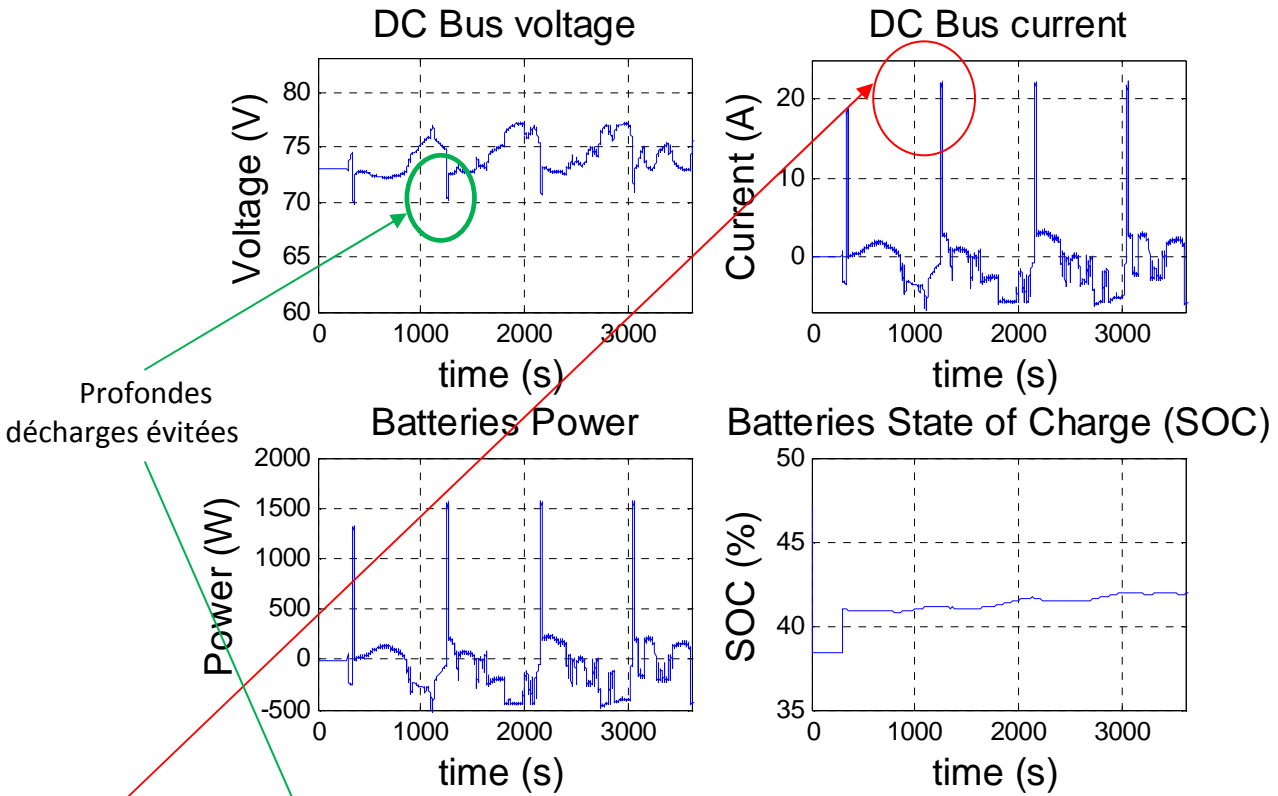 DC Bus voltage
Voltage (V)
80
75
70
65
60
0
1000
2000
3000
time (s)
DC Bus current
Current (A)
20
10
0
0
1000
2000
3000
time (s)
Profondes
décharges évitées
Batteries Power
Power (W)
2000
1500
1000
500
0
-500
0
1000
2000
3000
time (s)
Batteries State of Charge (SOC)
SOC (%)
50
45
40
35
0
1000
2000
3000
time (s)